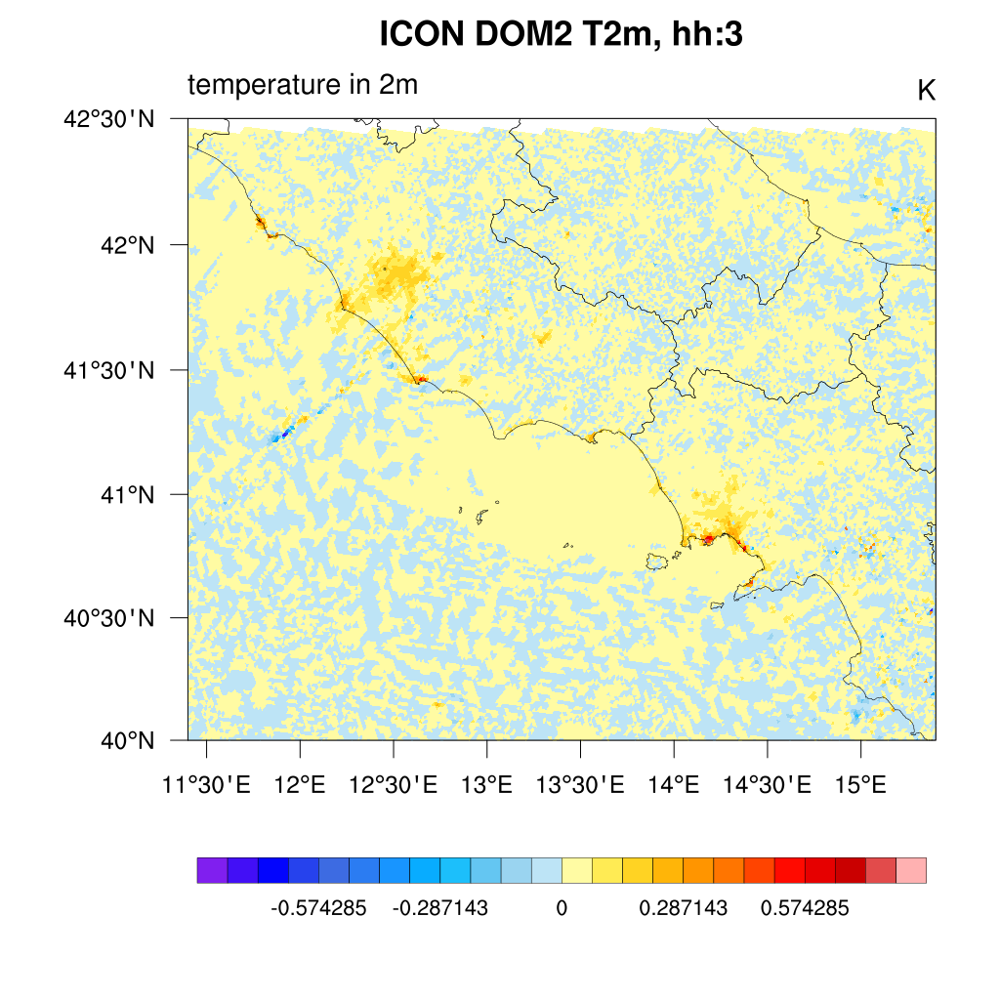 ICON DOM2 T2m, hh:3
temperature in 2m K
42°30'N
42°N
41°30'N
41°N
40°30'N
40°N
11°30'E 12°E 12°30'E 13°E 13°30'E 14°E 14°30'E 15°E
-0.574285 -0.287143 0 0.287143 0.574285